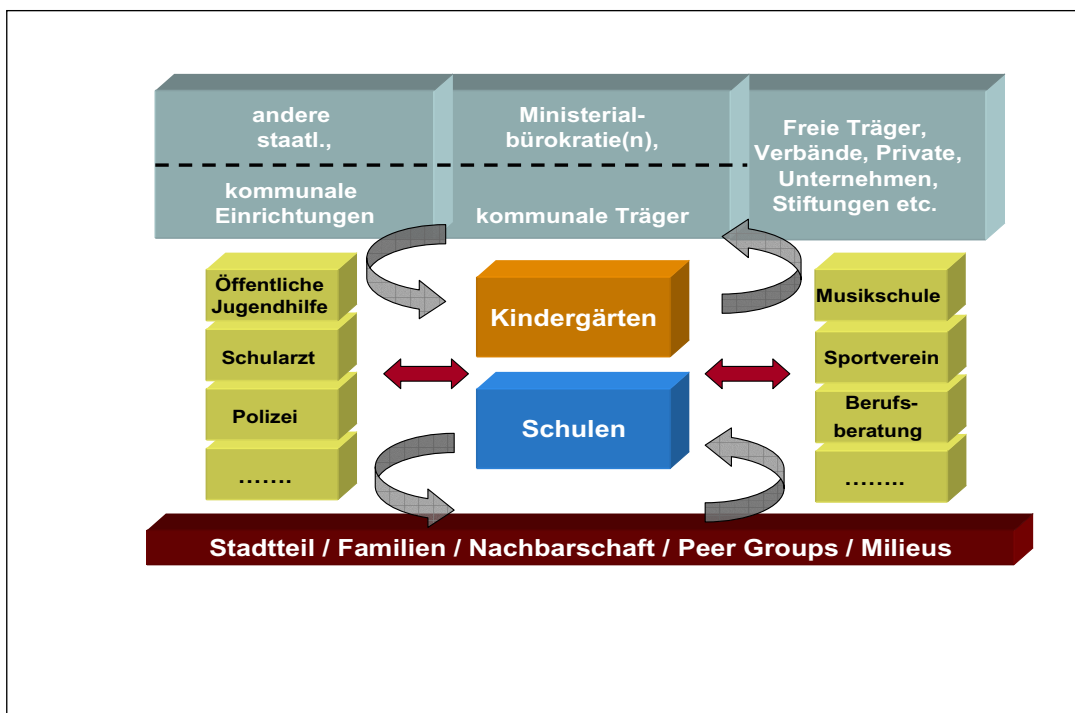 andere
staatl.,
kommunale
Einrichtungen
Ministerial-
bürokratie(n),
kommunale Träger
Freie Träger,
Verbände, Private,
Unternehmen,
Stiftungen etc.
Öffentliche
Jugendhilfe
Schularzt
Polizei
.......
Kindergärten
Schulen
Musikschule
Sportverein
Berufs-
beratung
........
Stadtteil / Familien / Nachbarschaft / Peer Groups / Milieus